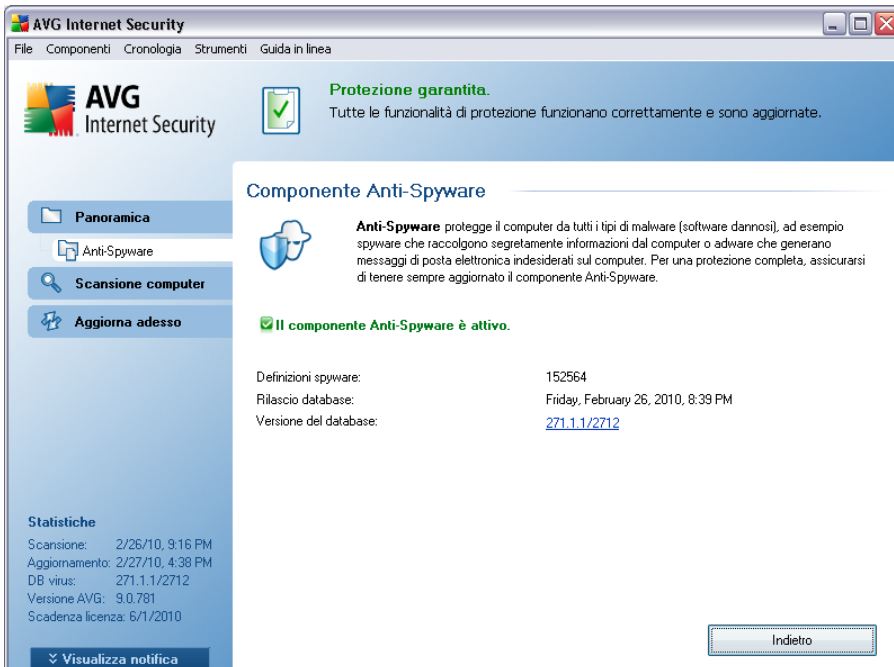 AVG Internet Security
File Componenti Cronologia Strumenti Guida in linea
AVG
Internet Security
Protezione garantita.
Tutte le funzionalità di protezione funzionano correttamente e sono aggiornate.
Panoramica
Anti-Spyware
Scansione computer
Aggiorna adesso
Componente Anti-Spyware
Anti-Spyware protegge il computer da tutti i tipi di malware (software dannosi), ad esempio
spyware che raccolgono segretamente informazioni dal computer o adware che generano
messaggi di posta elettronica indesiderati sul computer. Per una protezione completa, assicurarsi
di tenere sempre aggiornato il componente Anti-Spyware.
Il componente Anti-Spyware è attivo.
Definizioni spyware: 152564
Rilascio database: Friday, February 26, 2010, 8:39 PM
Versione del database: 271.1.1/2712
Statistiche
Scansione: 2/26/10, 9:16 PM
Aggiornamento: 2/27/10, 4:38 PM
DB virus: 271.1.1/2712
Versione AVG: 9.0.781
Scadenza licenza: 6/1/2010
Visualizza notifica
Indietro